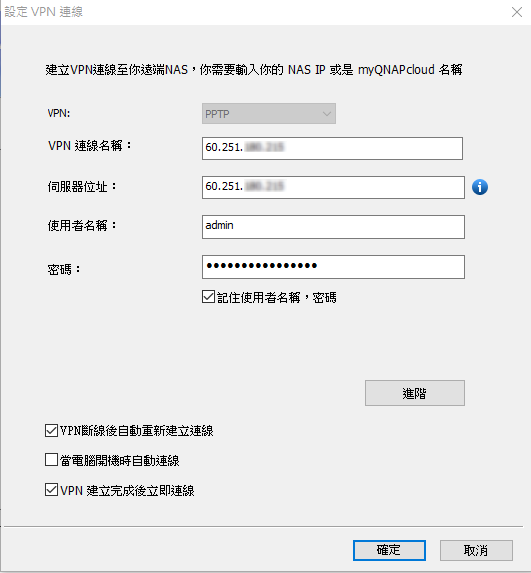 設定 VPN 連線
建立VPN連線至你遠端NAS，你需要輸入你的 NAS IP 或是 myQNAPcloud 名稱
VPN:
PPTP
VPN 連線名稱：
60.251.
伺服器位址：
60.251.
使用者名稱：
admin
密碼：
••••••••••••••••
記住使用者名稱，密碼
進階
VPN斷線後自動重新建立連線
當電腦開機時自動連線
VPN 建立完成後立即連線
確定
取消